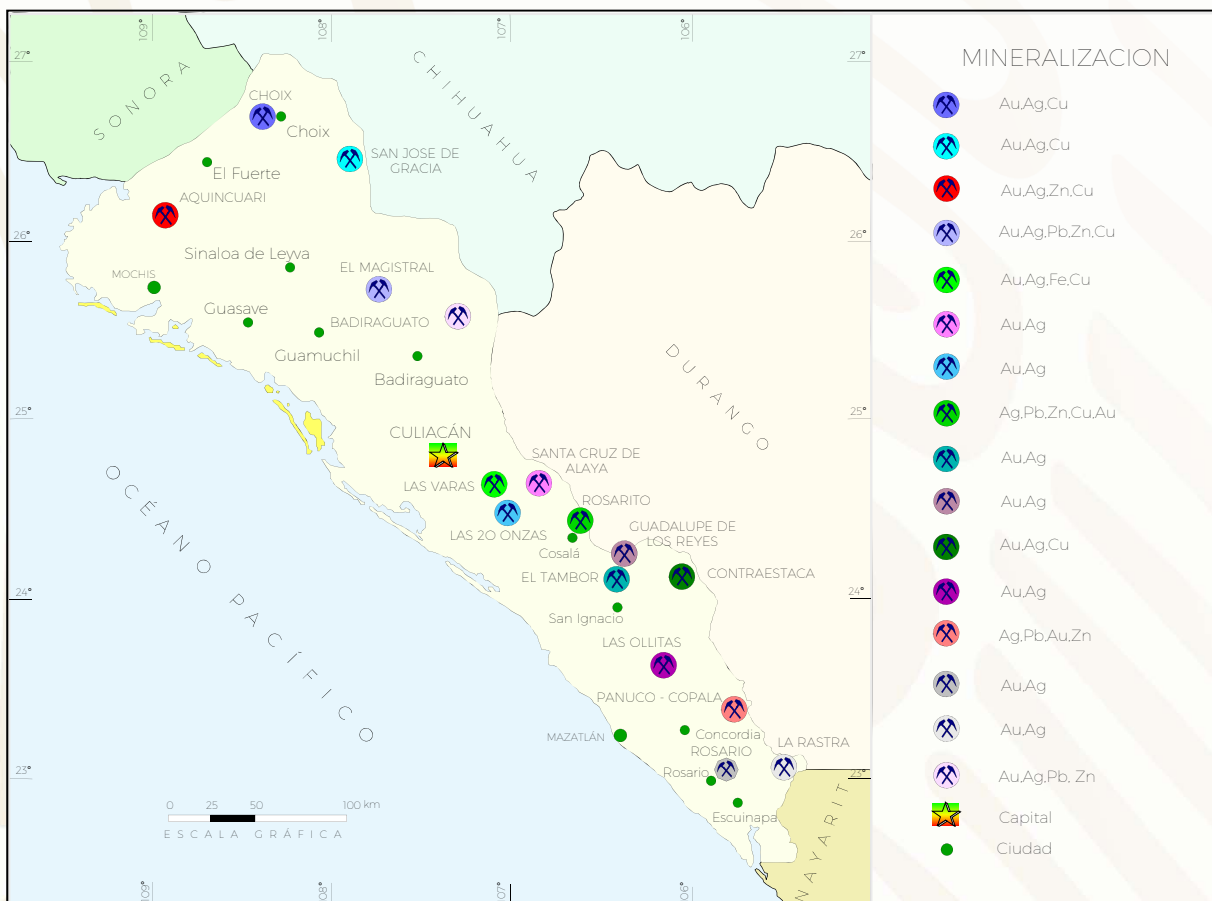 109°
108°
107°
106°
27°
27°
SONORA
CHIHUAHUA
CHOIX
Choix
SAN JOSE DE
GRACIA
El Fuerte
AQUINCUARI
26°
26°
Sinaloa de Leyva
EL MAGISTRAL
MOCHIS
Guasave
BADIRAGUATO
Guamuchil
Badiraguato
DURANGO
25°
25°
CULIACÁN
SANTA CRUZ DE
ALAYA
LAS VARAS
ROSARITO
LAS 20 ONZAS
GUADALUPE DE
LOS REYES
Cosalá
EL TAMBOR
CONTRAESTACA
24°
24°
San Ignacio
OCÉANO PACÍFICO
LAS OLLITAS
PANUCO - COPALA
MAZATLÁN
Concordia
ROSARIO
LA RASTRA
Rosario
23°
23°
Escuinapa
NAYARIT
0 25 50 100 km
ESCALA GRÁFICA
109°
108°
107°
106°
MINERALIZACION
Au,Ag,Cu
Au,Ag,Cu
Au,Ag,Zn,Cu
Au,Ag,Pb,Zn,Cu
Au,Ag,Fe,Cu
Au,Ag
Au,Ag
Ag,Pb,Zn,Cu,Au
Au,Ag
Au,Ag
Au,Ag,Cu
Au,Ag
Ag,Pb,Au,Zn
Au,Ag
Au,Ag
Au,Ag,Pb, Zn
Capital
Ciudad